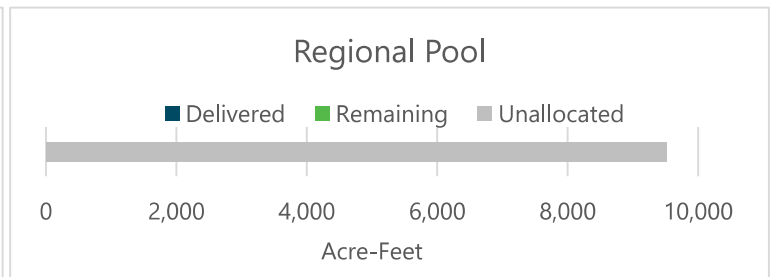 Regional Pool
Delivered Remaining Unallocated
0 2,000 4,000 6,000 8,000 10,000
Acre-Feet